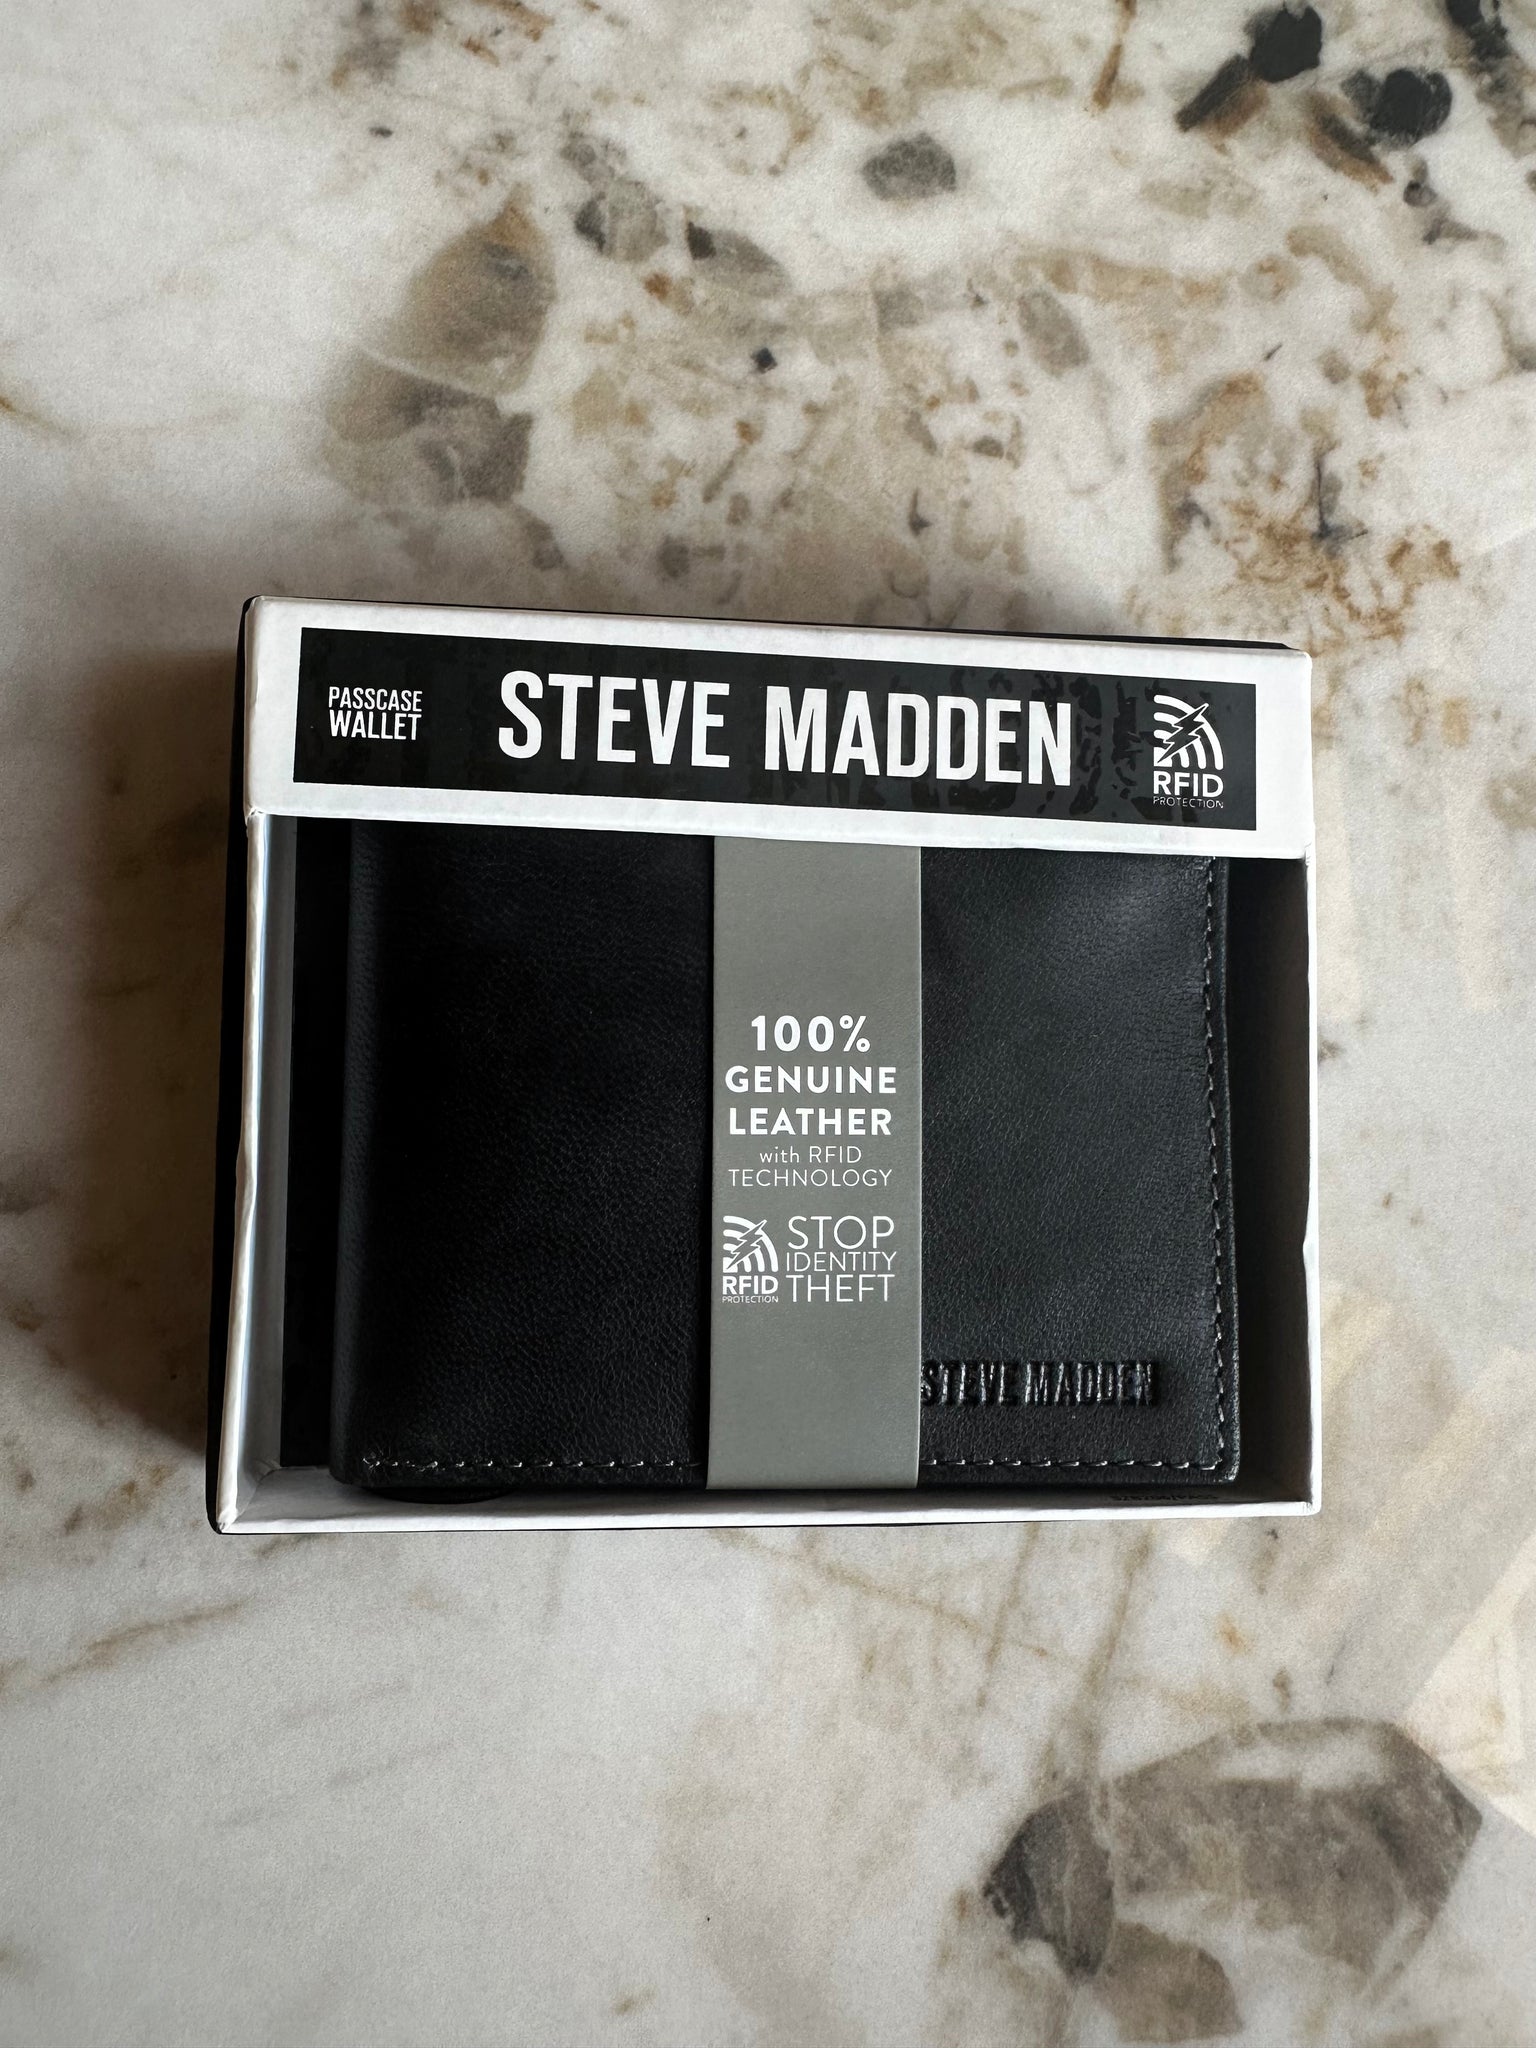 PASSCASE
WALLET
STEVE MADDEN
RFID
PROTECTION
100%
GENUINE
LEATHER
with RFID
TECHNOLOGY
RFID
PROTECTION
STOP
IDENTITY
THEFT
STEVE MADDEN